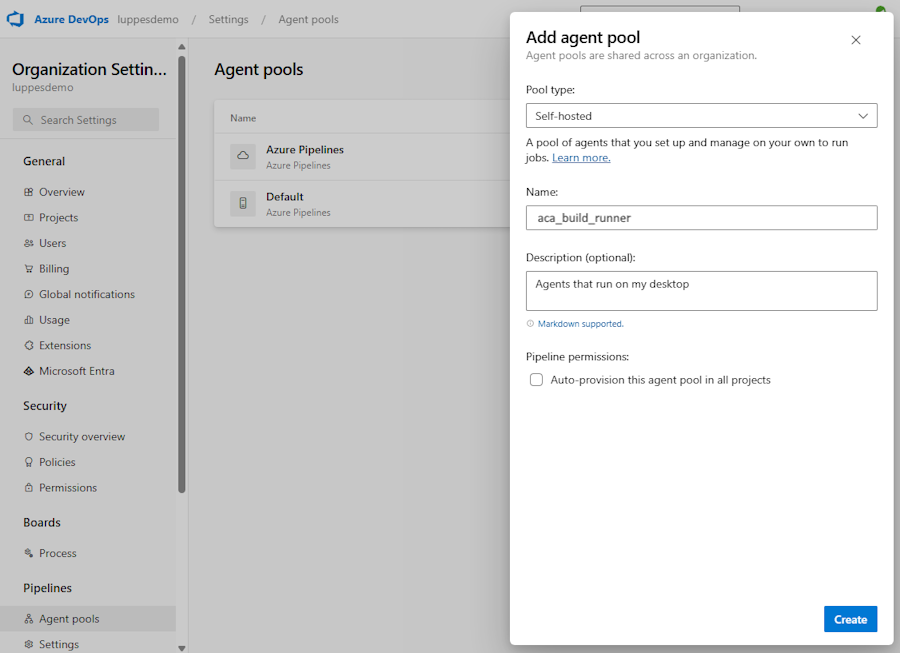 Azure DevOps luppesdemo / Settings / Agent pools
Organization Settin...
luppesdemo
Search Settings
General
Overview
Projects
Users
Billing
Global notifications
Usage
Extensions
Microsoft Entra
Security
Security overview
Policies
Permissions
Boards
Process
Pipelines
Agent pools
Settings
Agent pools
Name
Azure Pipelines
Azure Pipelines
Default
Azure Pipelines
Add agent pool
Agent pools are shared across an organization.
Pool type:
Self-hosted
A pool of agents that you set up and manage on your own to run
jobs. Learn more.
Name:
aca_build_runner
Description (optional):
Agents that run on my desktop
Markdown supported.
Pipeline permissions:
Auto-provision this agent pool in all projects
Create